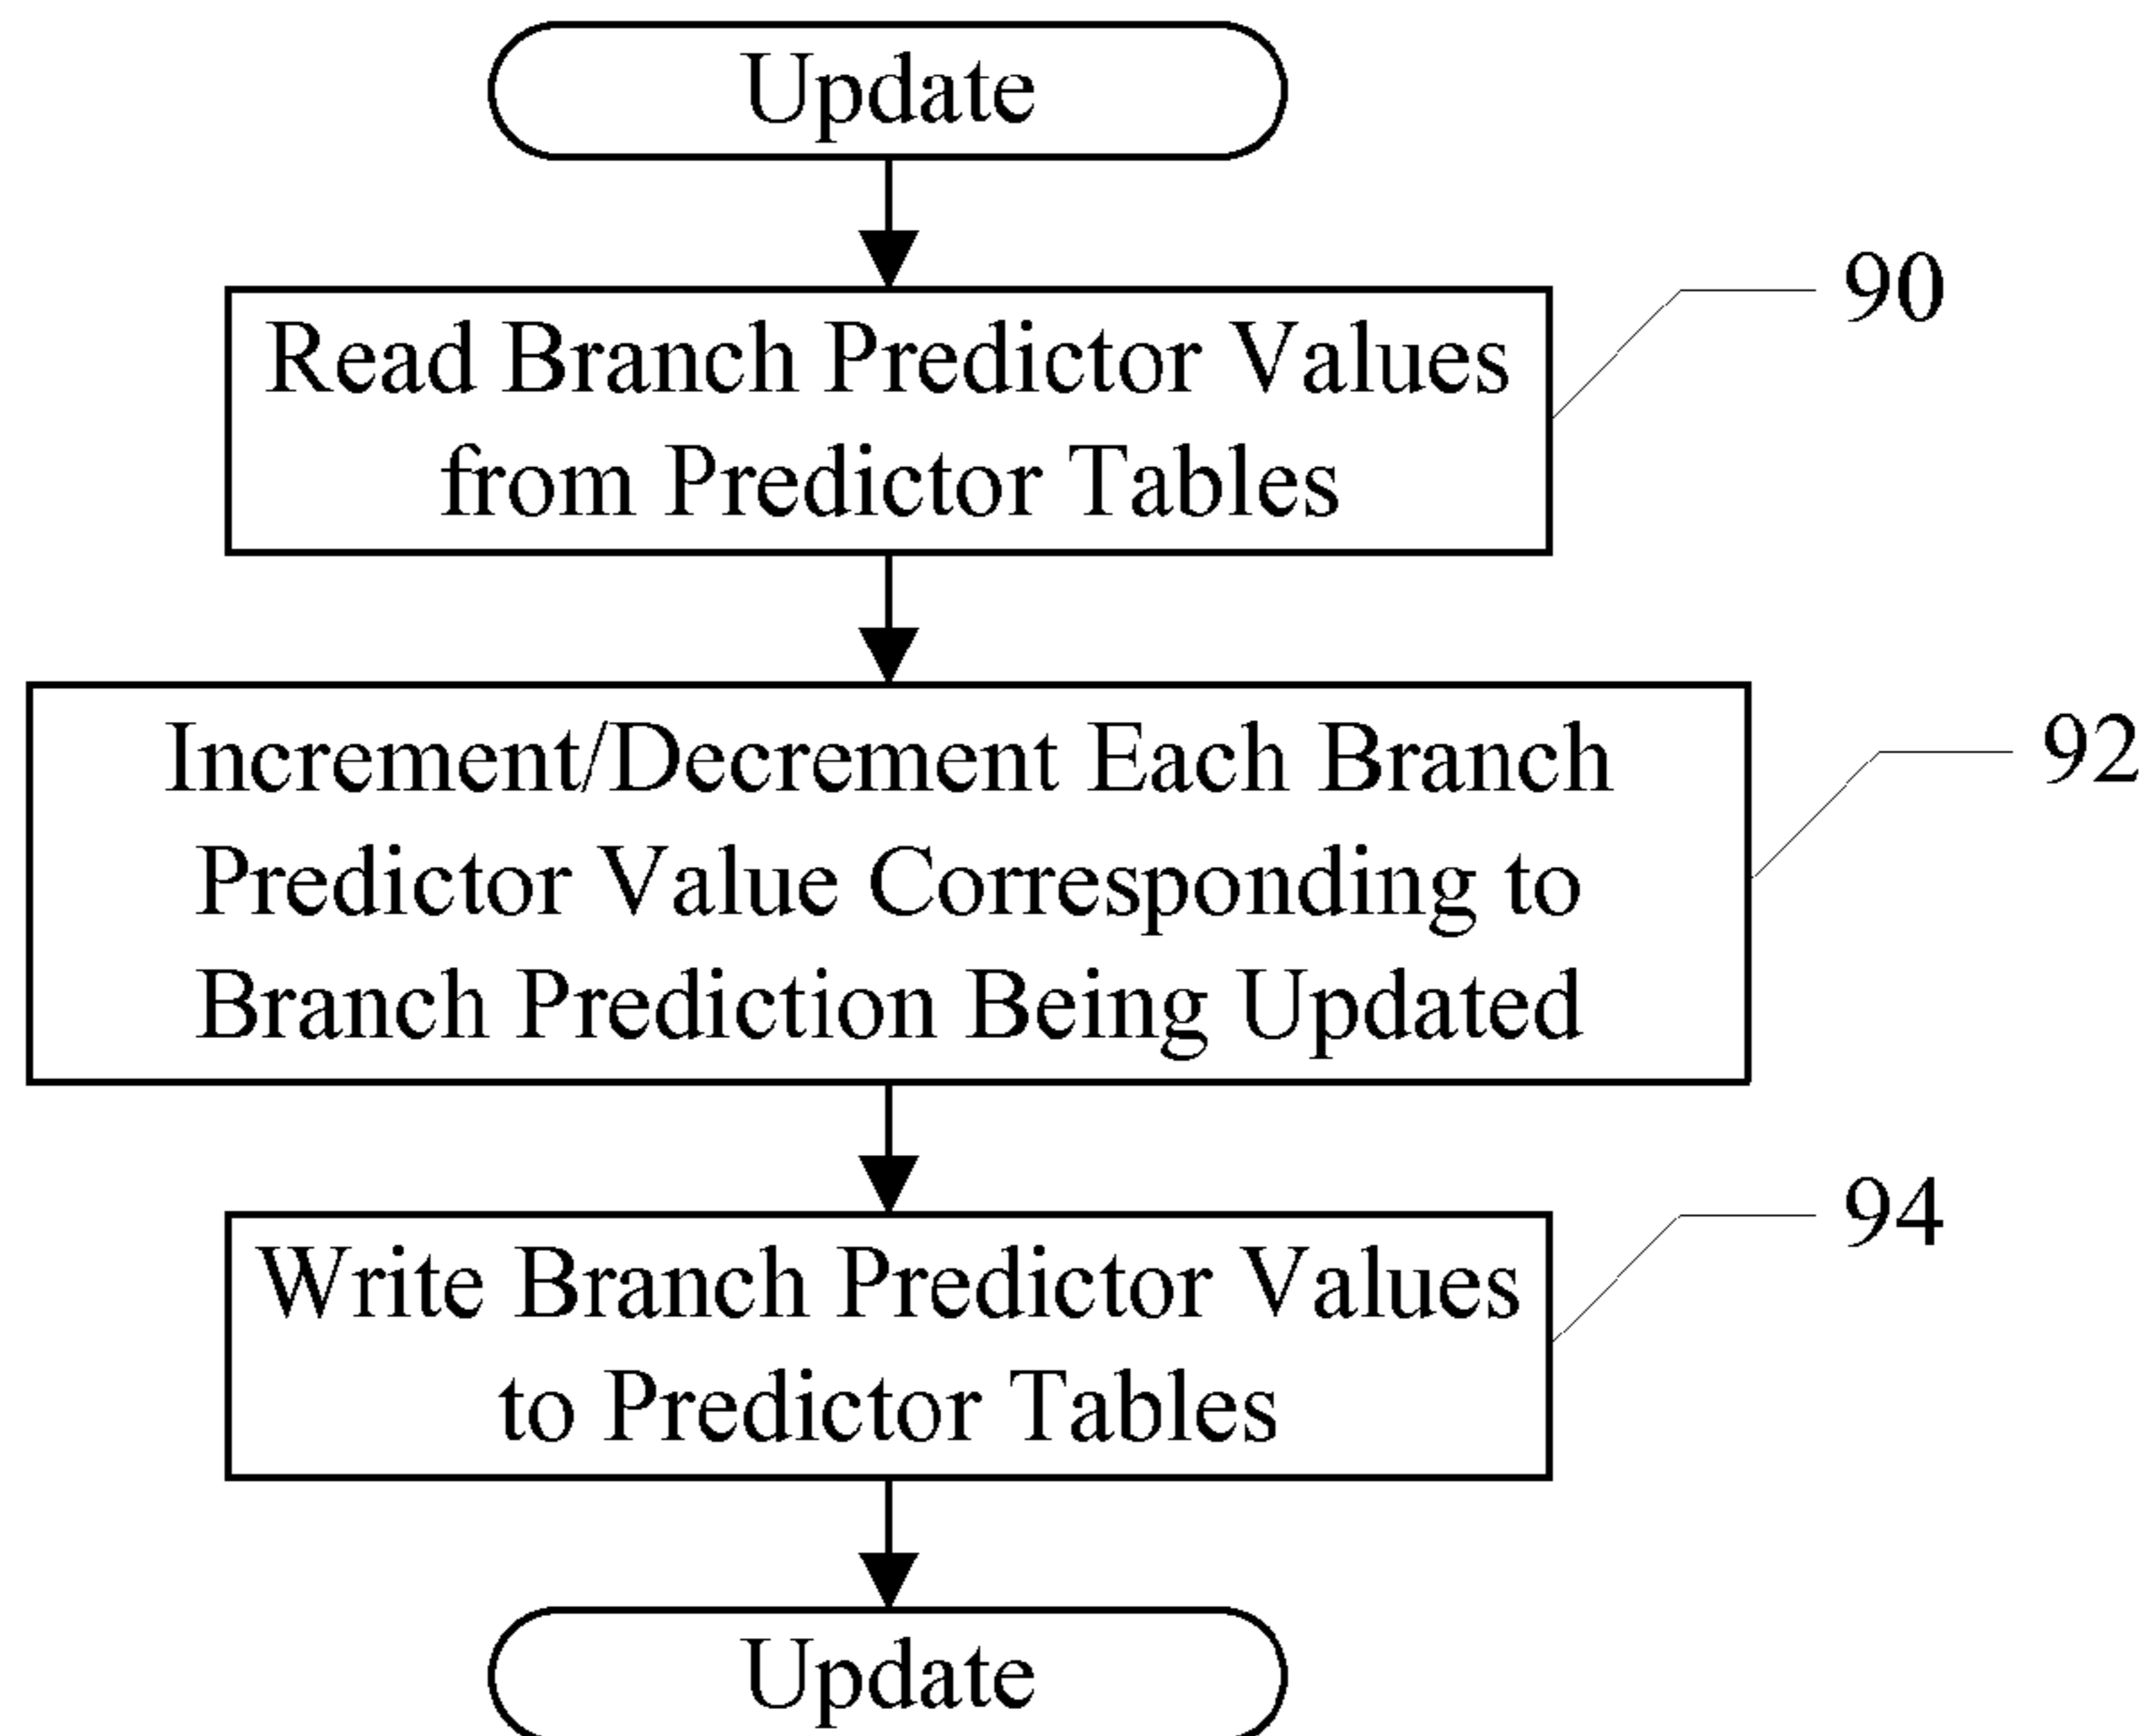 Update
90
Read Branch Predictor Values
from Predictor Tables
92
Increment/Decrement Each Branch
Predictor Value Corresponding to
Branch Prediction Being Updated
94
Write Branch Predictor Values
to Predictor Tables
Update